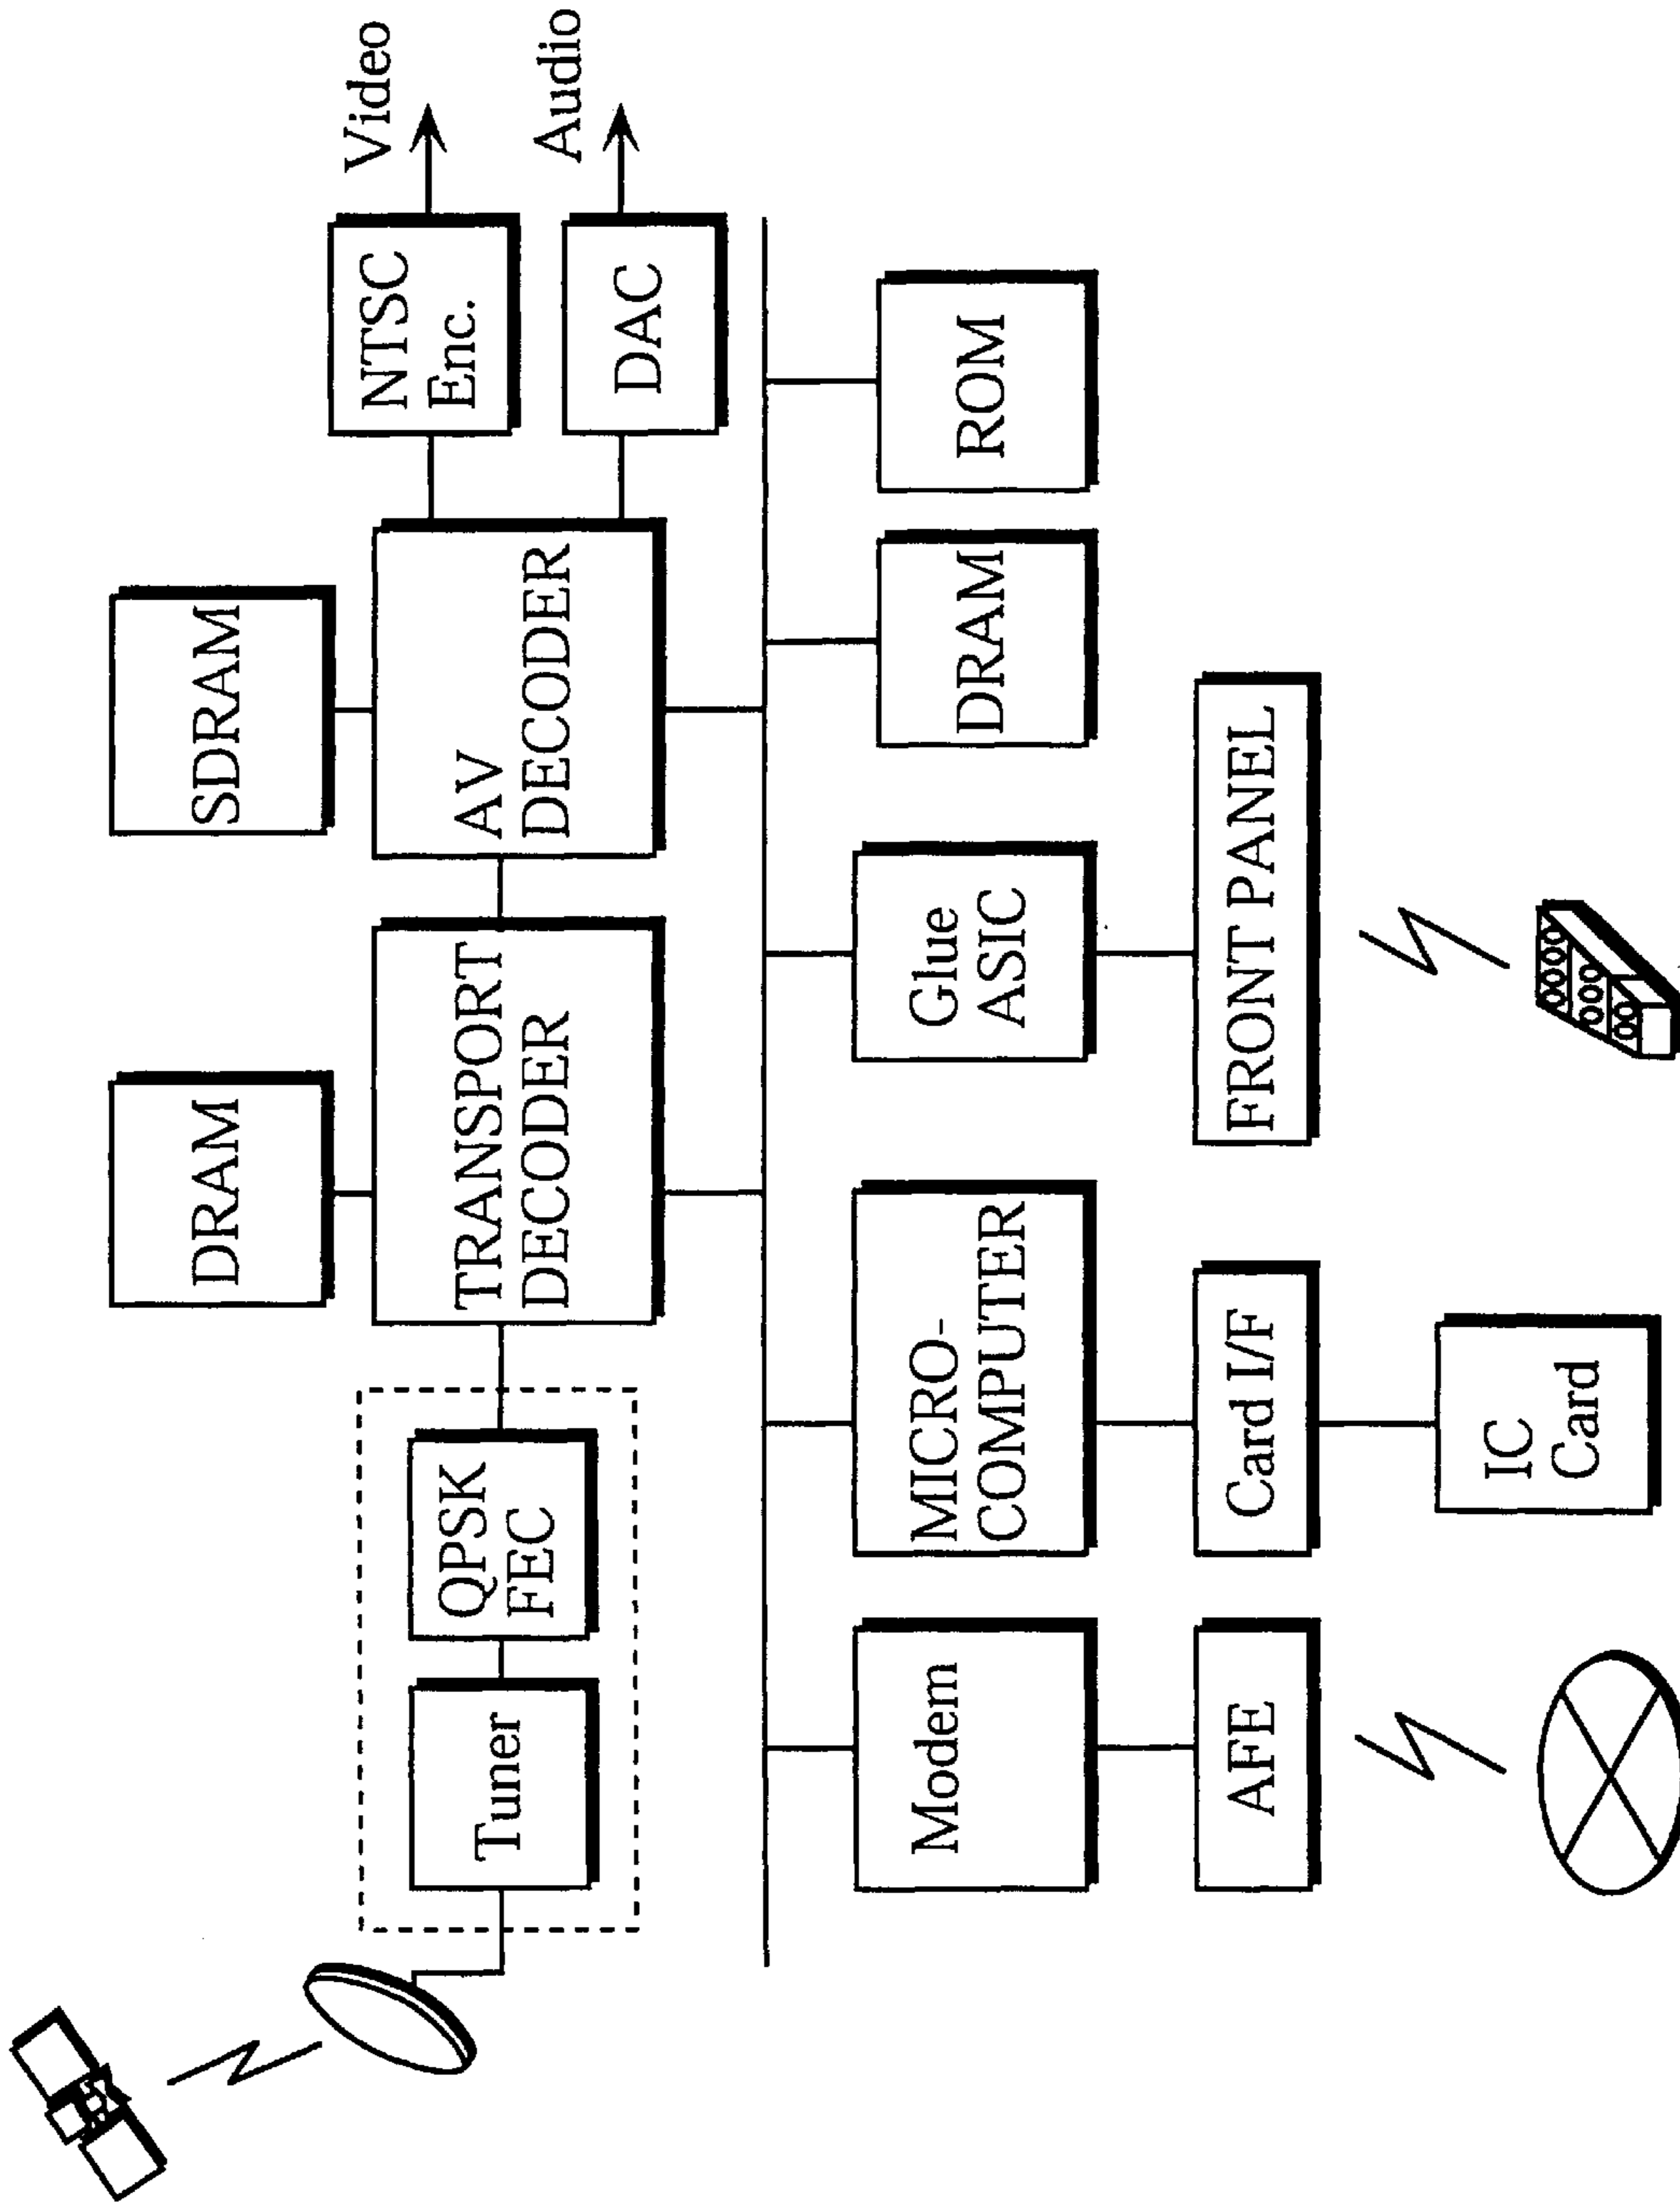 DRAM
SDRAM
Tuner
QPSK
FEC
TRANSPORT
DECODER
AV
DECODER
NTSC
Enc.
Video
DAC
Audio
Modem
MICRO-
COMPUTER
Glue
ASIC
DRAM
ROM
AFE
Card I/F
FRONT PANEL
IC
Card